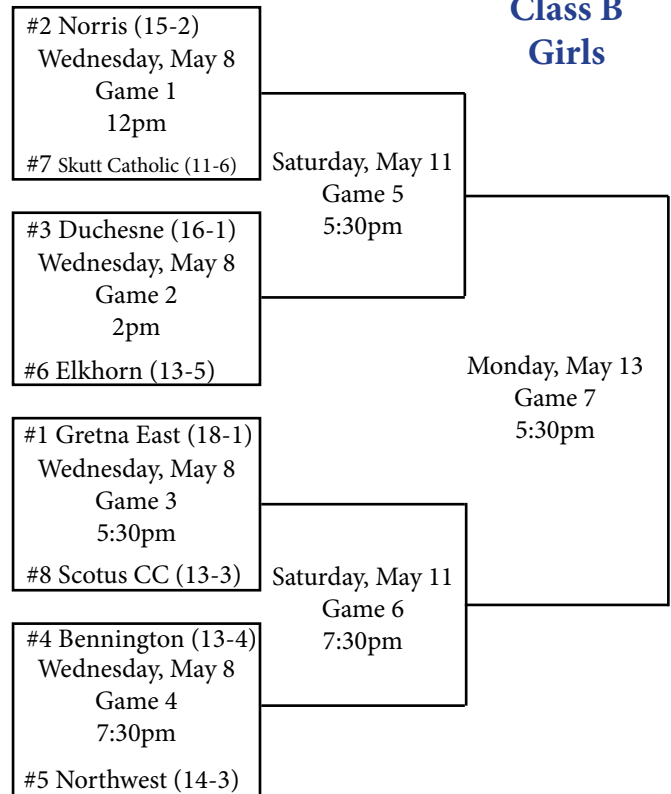 Class B
Girls
#2 Norris (15-2)
Wednesday, May 8
Game 1
12pm
#7 Skutt Catholic (11-6)
Saturday, May 11
Game 5
5:30pm
#3 Duchesne (16-1)
Wednesday, May 8
Game 2
2pm
#6 Elkhorn (13-5)
Monday, May 13
Game 7
5:30pm
#1 Gretna East (18-1)
Wednesday, May 8
Game 3
5:30pm
#8 Scotus CC (13-3)
Saturday, May 11
Game 6
7:30pm
#4 Bennington (13-4)
Wednesday, May 8
Game 4
7:30pm
#5 Northwest (14-3)